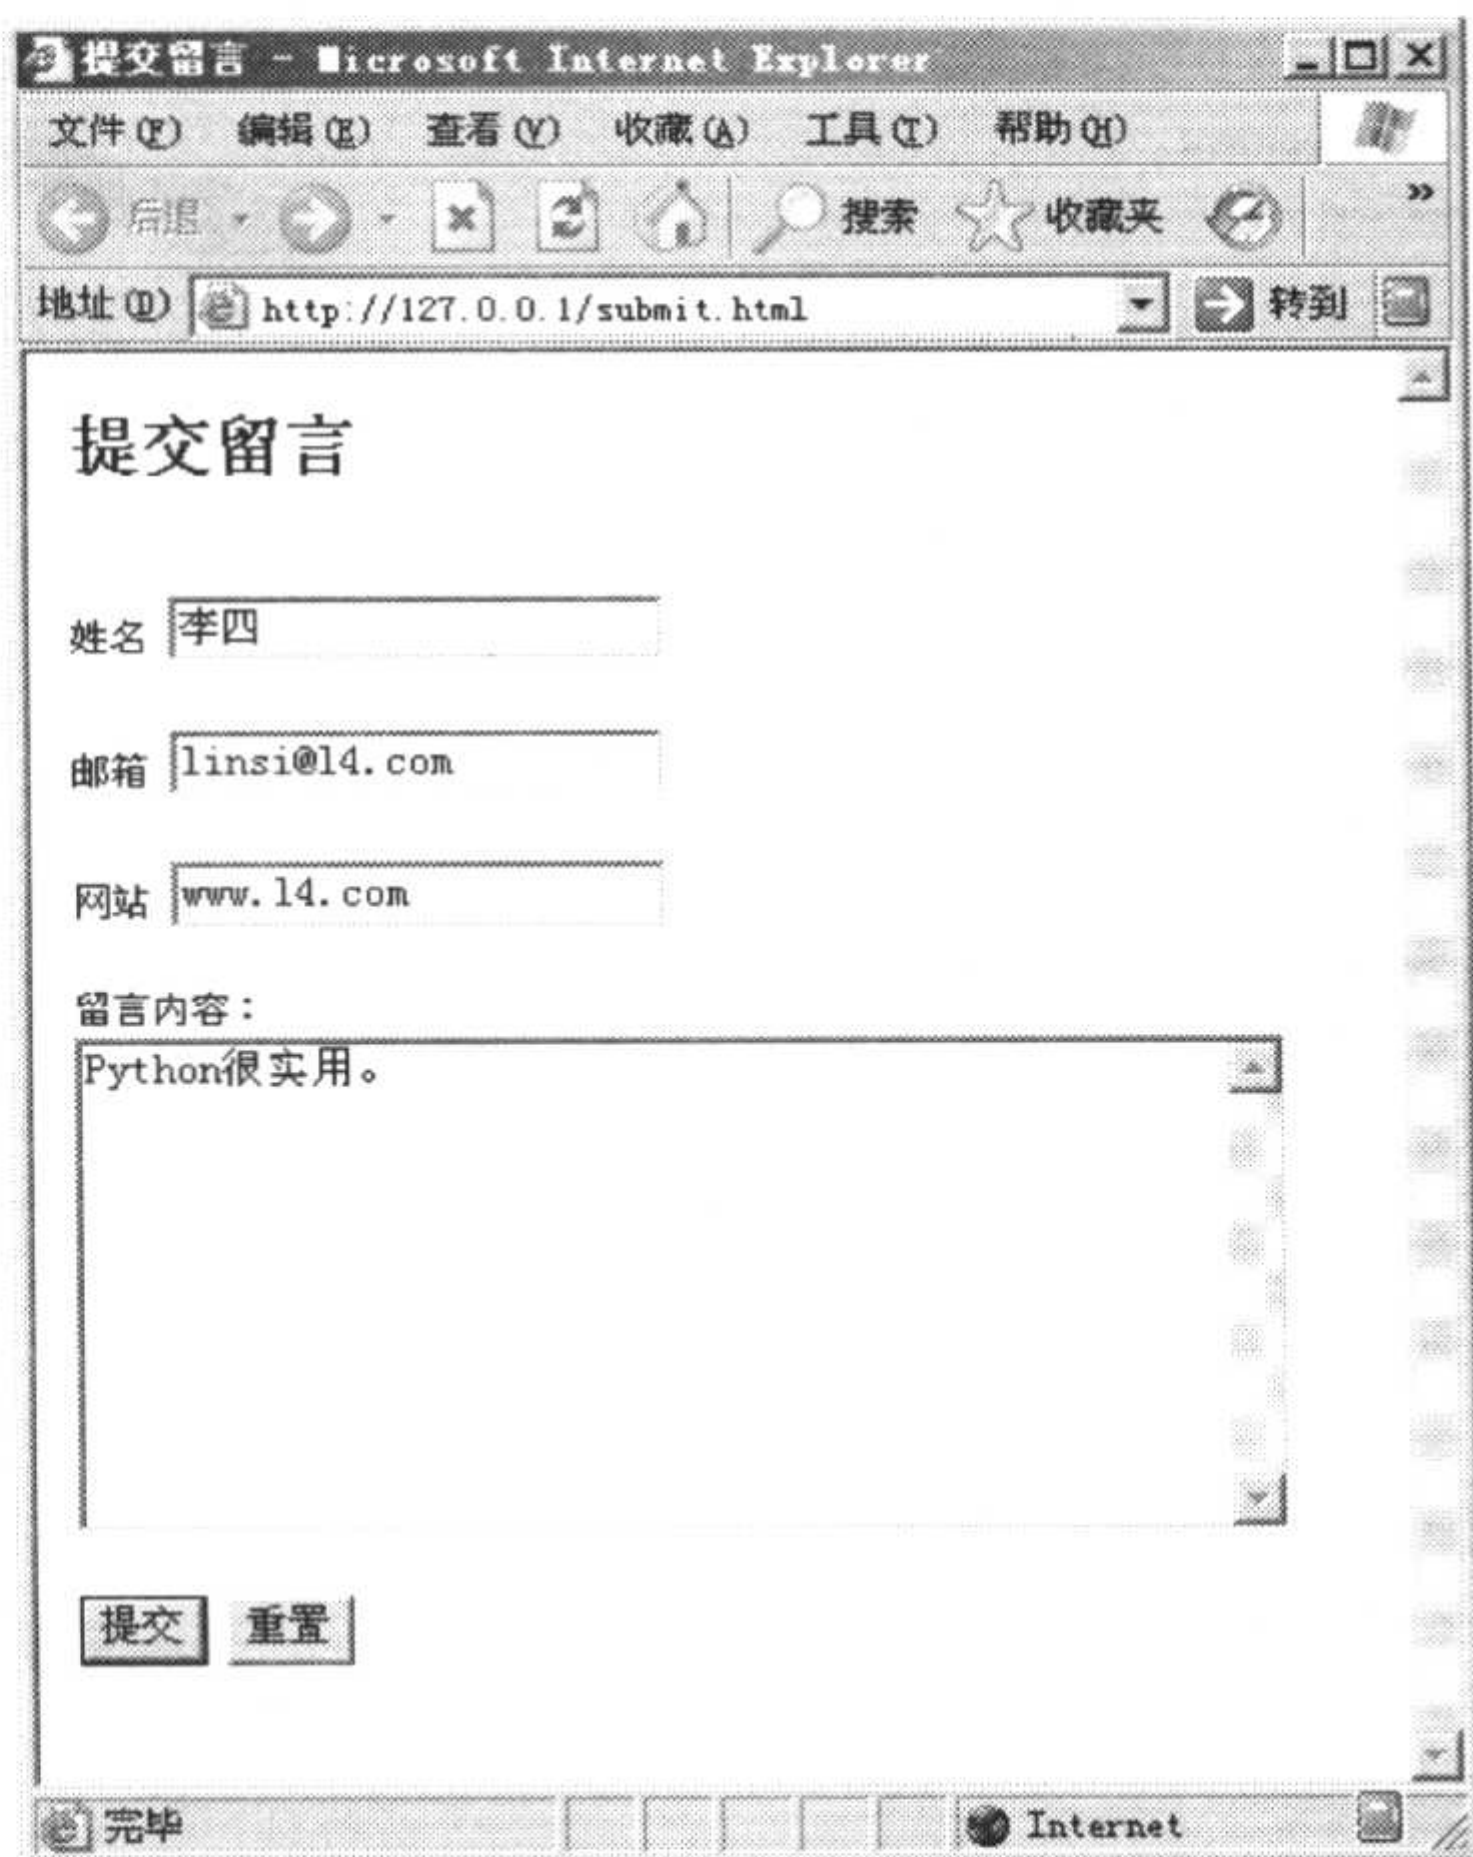 提交留言 - Microsoft Internet Explorer
文件(F) 编辑(E) 查看(V) 收藏(A) 工具(T) 帮助(H)
后退 搜索 收藏夹 »
地址(D) http://127.0.0.1/submit.html 转到
提交留言
姓名 李四
邮箱 linsi@l4.com
网站 www.l4.com
留言内容：
Python很实用。
提交 重置
完毕 Internet